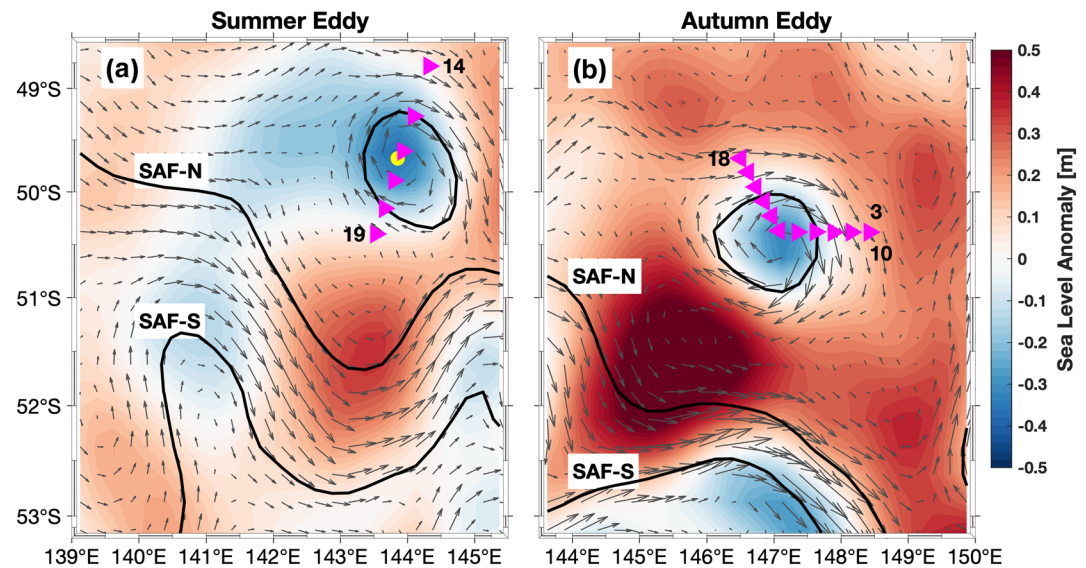 Summer Eddy
Autumn Eddy
(a)
14
49°S
SAF-N
50°S
19
51°S
SAF-S
52°S
53°S
139°E 140°E 141°E 142°E 143°E 144°E 145°E
(b)
18
3
10
SAF-N
SAF-S
144°E 145°E 146°E 147°E 148°E 149°E 150°E
0.5
0.4
0.3
0.2
0.1
0
-0.1
-0.2
-0.3
-0.4
-0.5
Sea Level Anomaly [m]